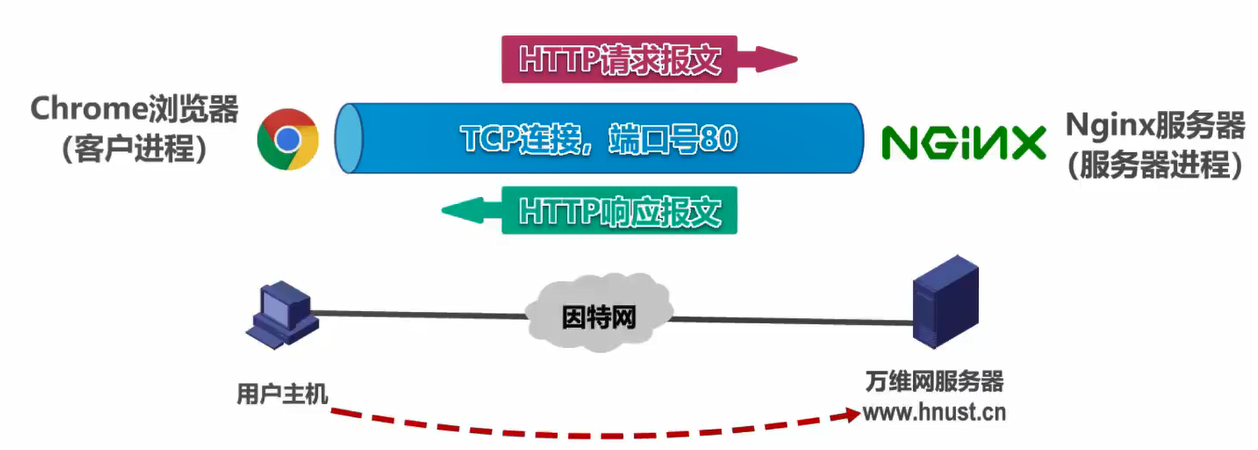 HTTP请求报文
Chrome浏览器
(客户进程)
TCP连接，端口号80
NGiNX
Nginx服务器
(服务器进程)
HTTP响应报文
因特网
用户主机
万维网服务器
www.hnust.cn